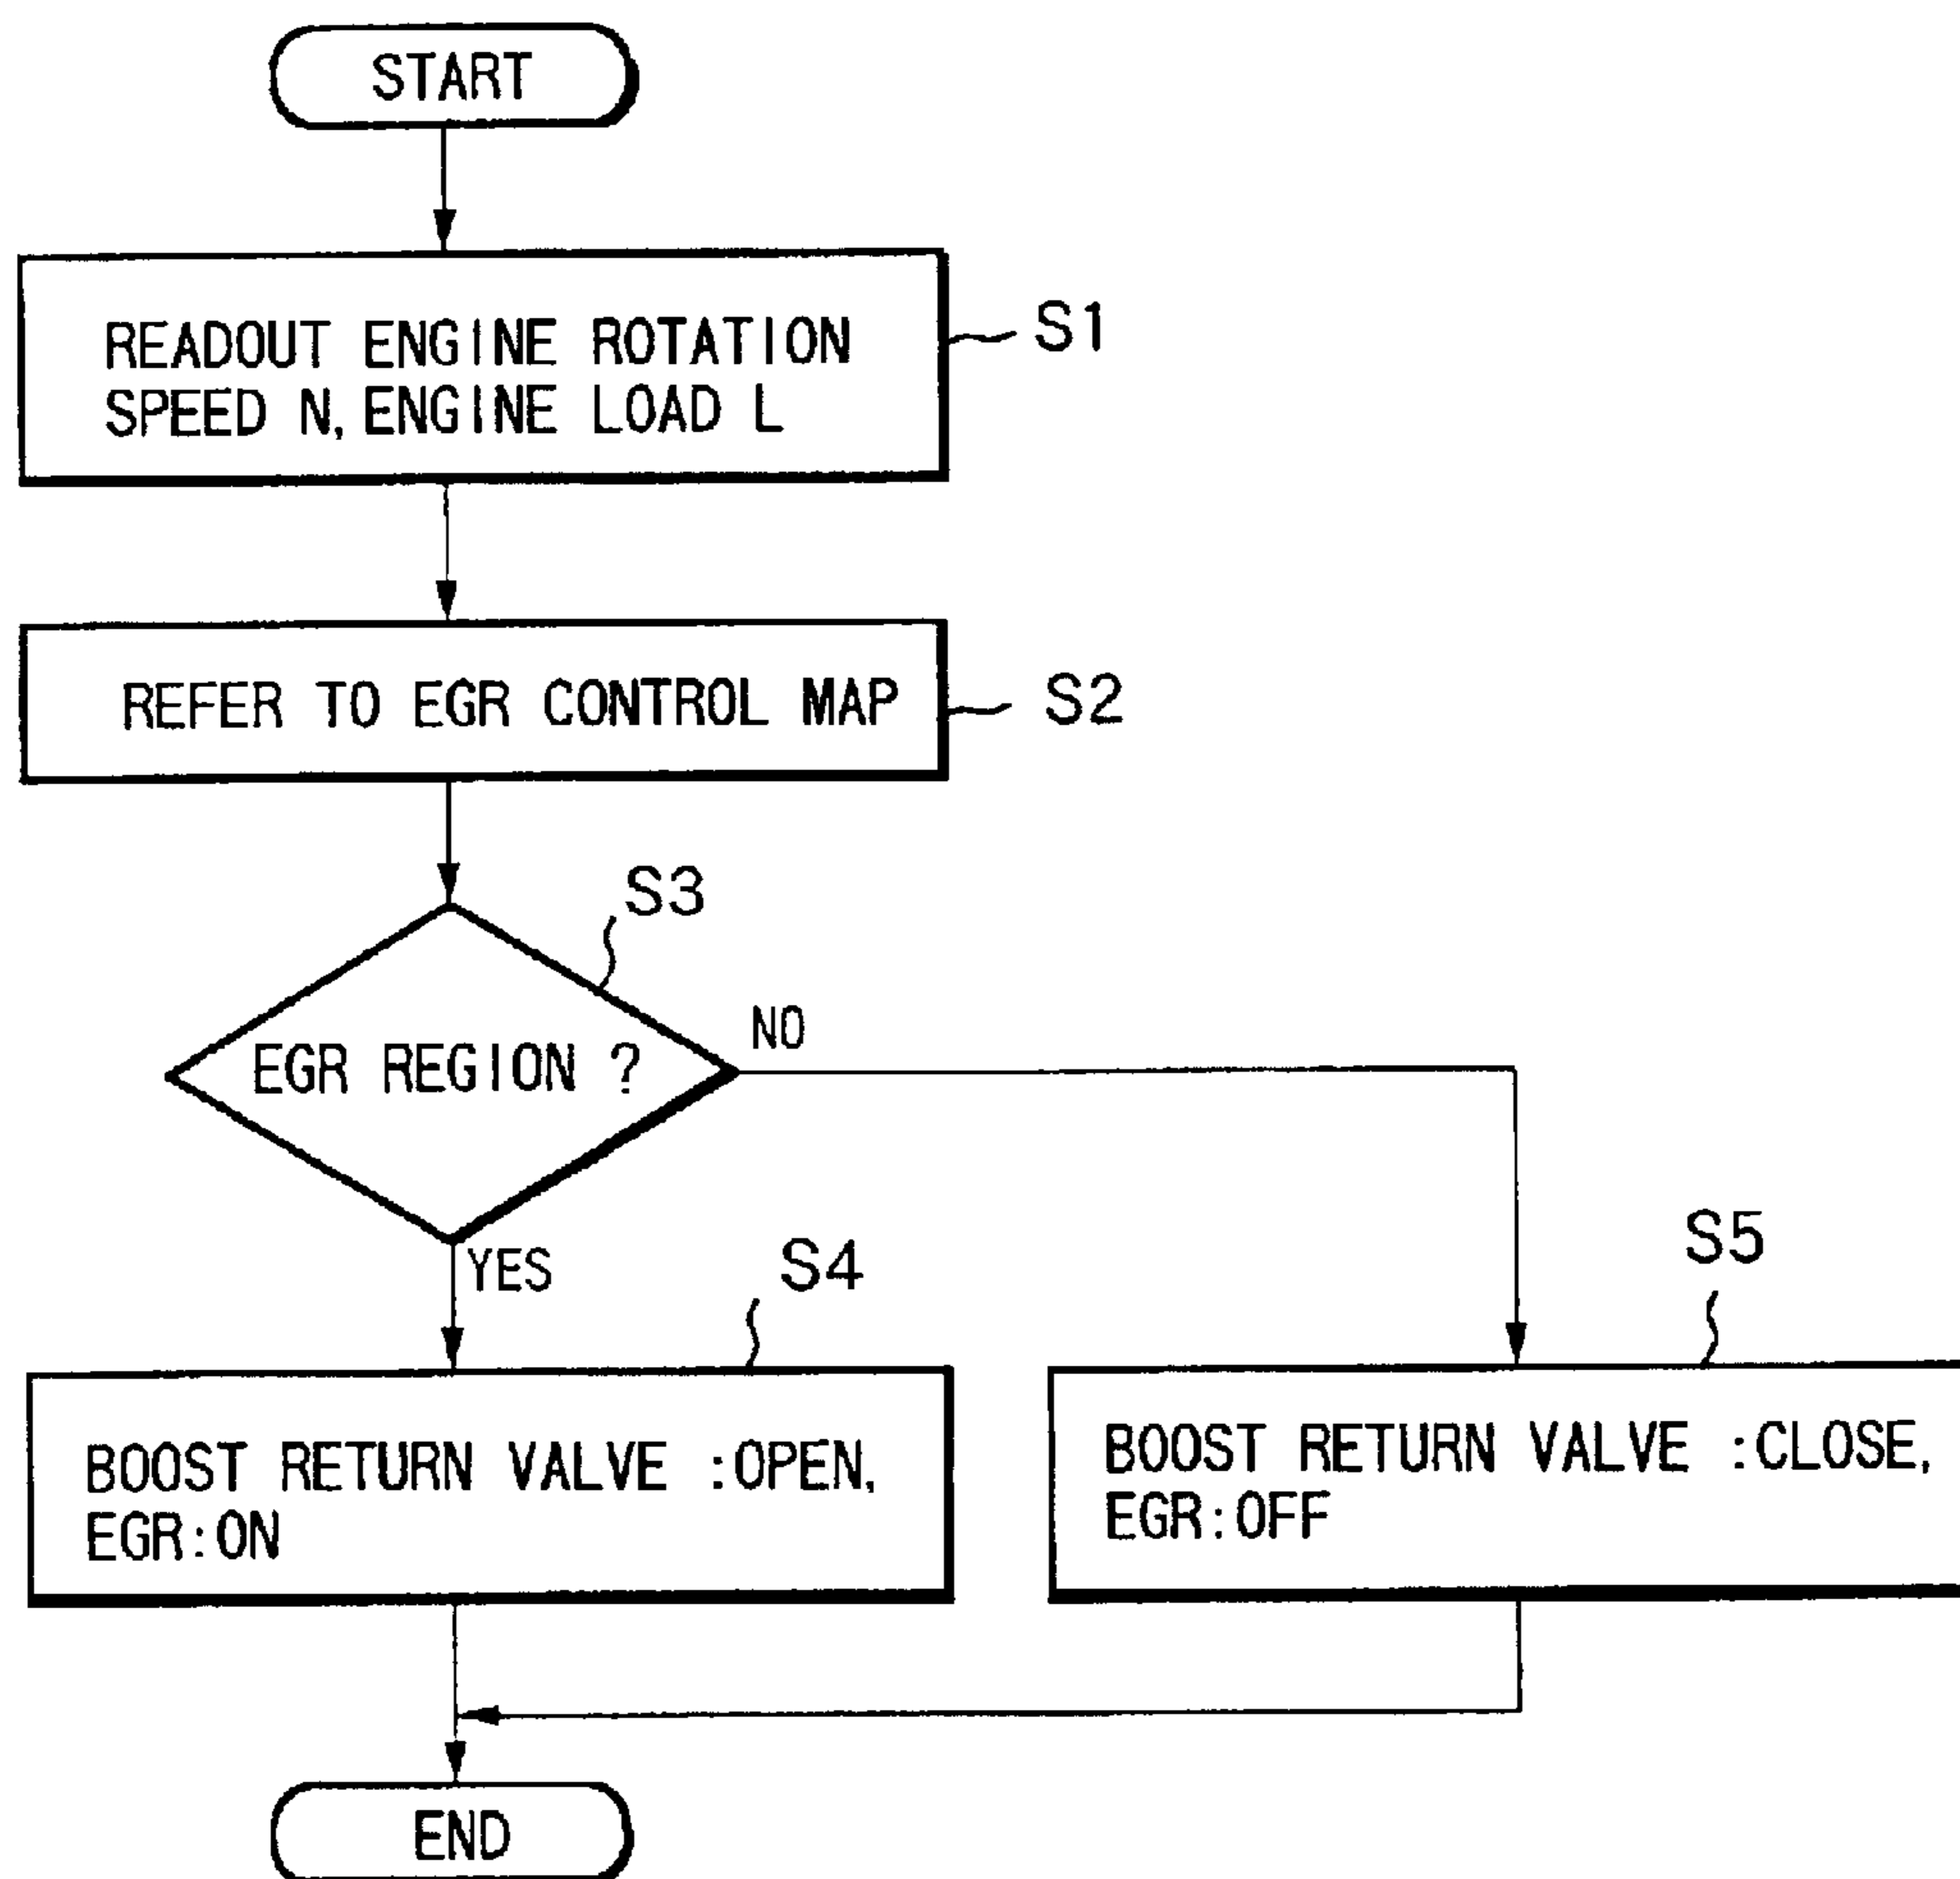 START
READOUT ENGINE ROTATION
SPEED N, ENGINE LOAD L
S1
REFER TO EGR CONTROL MAP
S2
S3
EGR REGION ?
NO
YES
S4
S5
BOOST RETURN VALVE :OPEN,
EGR:ON
BOOST RETURN VALVE :CLOSE,
EGR:OFF
END